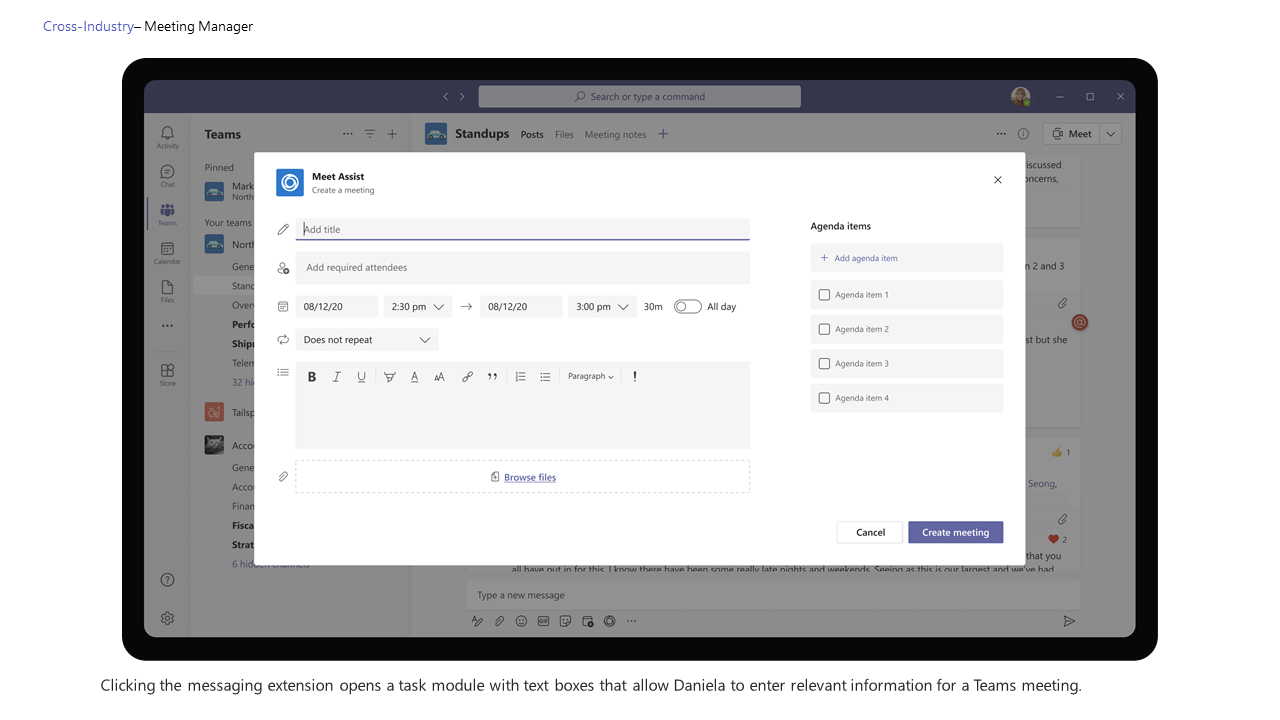 Cross-Industry– Meeting Manager
Search or type a command
Activity
Chat
Teams
Calendar
Files
Store
Teams
Pinned
Mark
North
Your teams
North
Gene
Stand
Overv
Perfo
Shipr
Telem
32 hi
Tailsp
Acco
Gene
Acco
Finan
Fisca
Strat
6 hidden channels
Standups Posts Files Meeting notes
Meet
iscussed
oncerns,
n 2 and 3
st but she
1
Seong,
2
that you
all have put in for this. I know there have been some really late nights and weekends. Seeing as this is our largest and we've had
Type a new message
GIF
Meet Assist
Create a meeting
Add title
Add required attendees
08/12/20 2:30 pm → 08/12/20 3:00 pm 30m All day
Does not repeat
B I U A AA Paragraph !
Browse files
Agenda items
+ Add agenda item
Agenda item 1
Agenda item 2
Agenda item 3
Agenda item 4
Cancel Create meeting
Clicking the messaging extension opens a task module with text boxes that allow Daniela to enter relevant information for a Teams meeting.